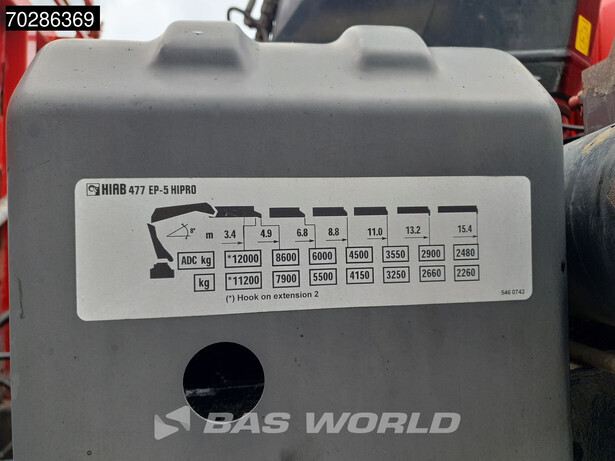 70286369
HIAB 477 EP-5 HIPRO
8°
m 3.4 4.9 6.8 8.8 11.0 13.2 15.4
ADC kg *12000 8600 6000 4500 3550 2900 2480
kg *11200 7900 5500 4150 3250 2660 2260
(*) Hook on extension 2
546 0742
BAS WORLD